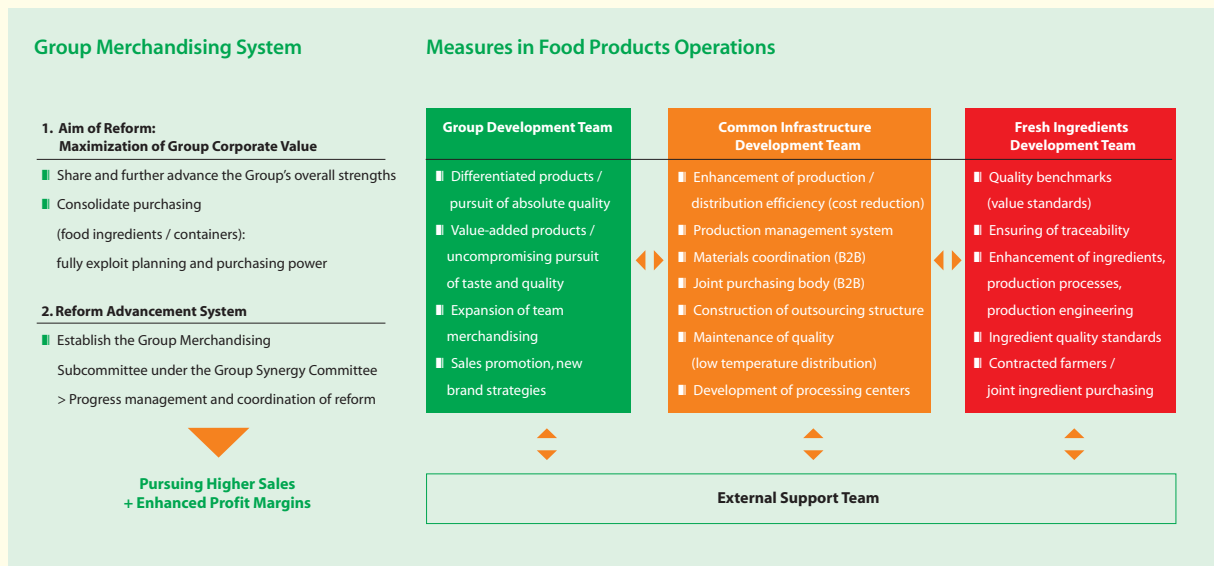 Group Merchandising System
1. Aim of Reform:
Maximization of Group Corporate Value
Share and further advance the Group's overall strengths
Consolidate purchasing
(food ingredients / containers):
fully exploit planning and purchasing power
2. Reform Advancement System
Establish the Group Merchandising
Subcommittee under the Group Synergy Committee
> Progress management and coordination of reform
Pursuing Higher Sales
+ Enhanced Profit Margins
Measures in Food Products Operations
Group Development Team
Differentiated products /
pursuit of absolute quality
Value-added products /
uncompromising pursuit
of taste and quality
Expansion of team
merchandising
Sales promotion, new
brand strategies
Common Infrastructure
Development Team
Enhancement of production /
distribution efficiency (cost reduction)
Production management system
Materials coordination (B2B)
Joint purchasing body (B2B)
Construction of outsourcing structure
Maintenance of quality
(low temperature distribution)
Development of processing centers
Fresh Ingredients
Development Team
Quality benchmarks
(value standards)
Ensuring of traceability
Enhancement of ingredients,
production processes,
production engineering
Ingredient quality standards
Contracted farmers /
joint ingredient purchasing
External Support Team